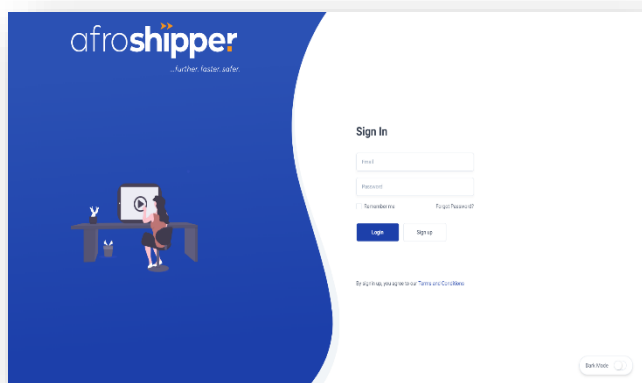 afroshipper
...further. faster. safer.
Sign In
Email
Password
Remember me Forgot Password?
Login Sign up
By signin up, you agree to our Terms and Conditions
Dark Mode